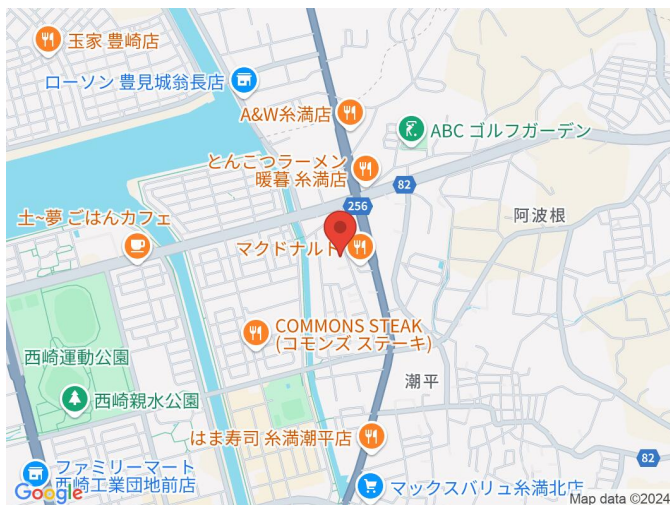 玉家 豊崎店
ローソン 豊見城翁長店
A&W糸満店
ABC ゴルフガーデン
とんこつラーメン
暖暮 糸満店
82
256
阿波根
土~夢 ごはんカフェ
マクドナルド
COMMONS STEAK
(コモンズ ステーキ)
西崎運動公園
潮平
西崎親水公園
はま寿司 糸満潮平店
82
ファミリーマート
西崎工業団地前店
マックスバリュ糸満北店
Google
Map data ©2024